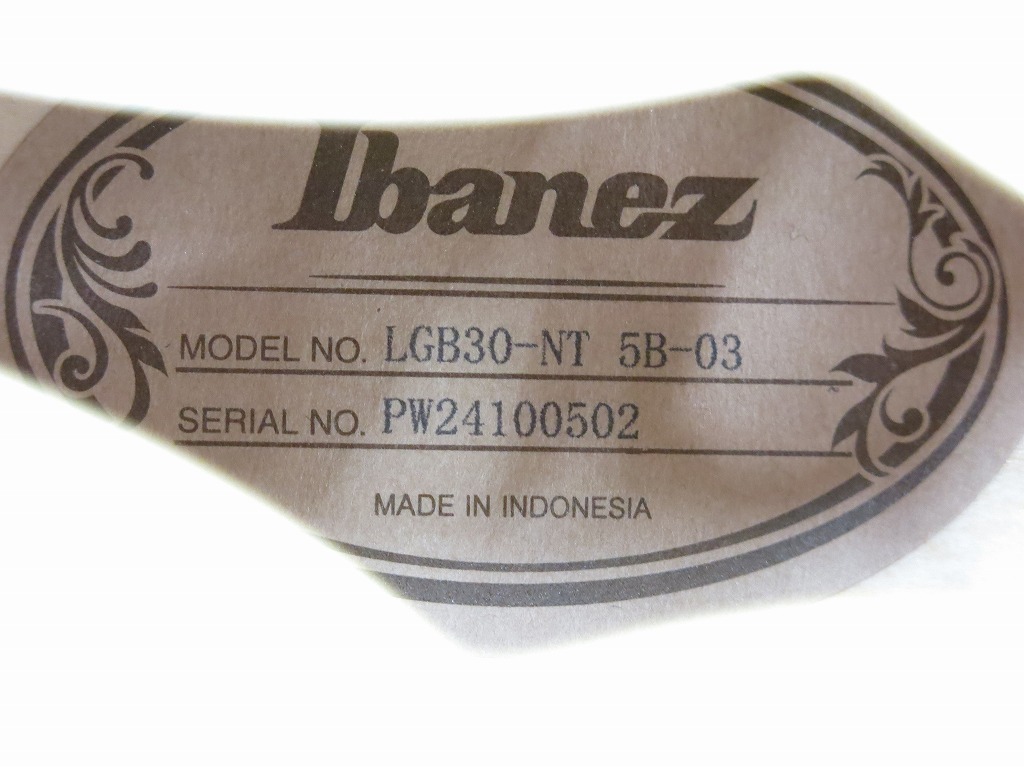 Ibanez
MODEL NO. LGB30-NT 5B-03
SERIAL NO. PW24100502
MADE IN INDONESIA